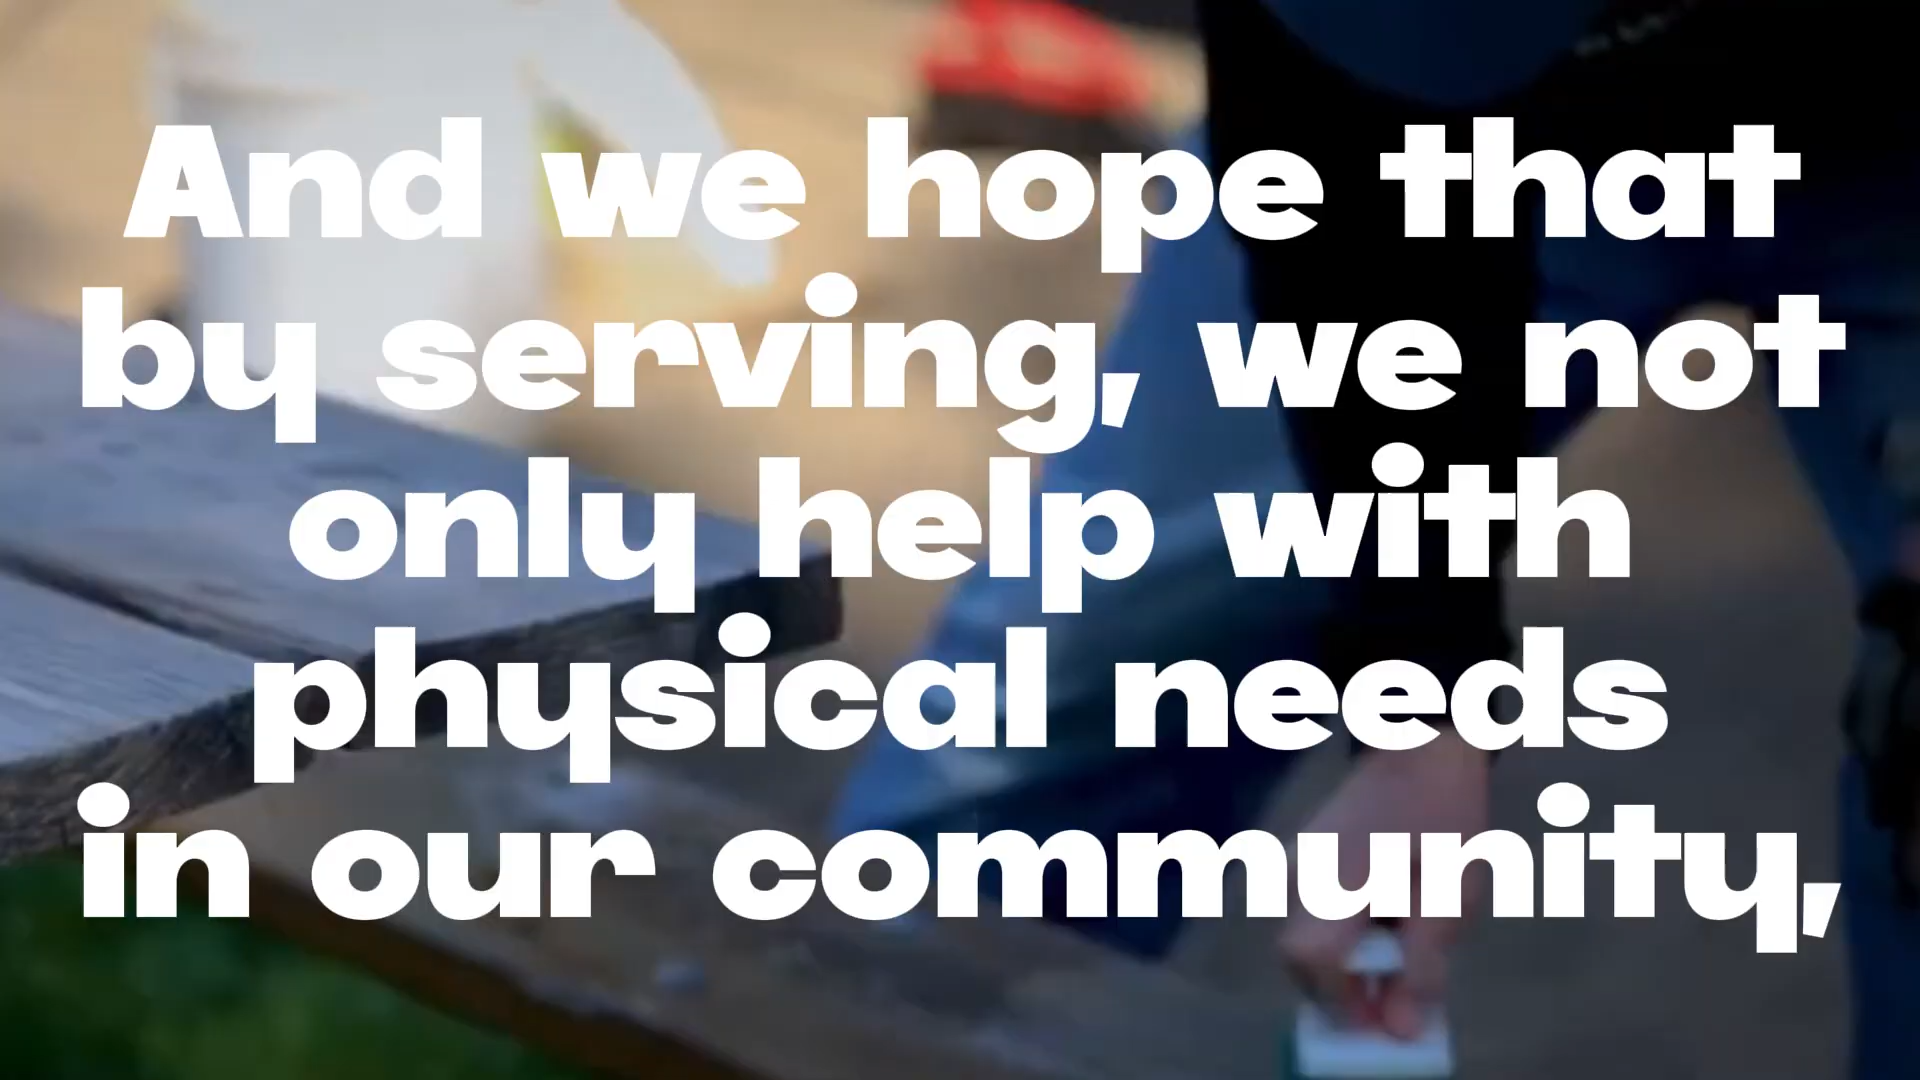 And we hope that
by serving, we not
only help with
physical needs
in our community,